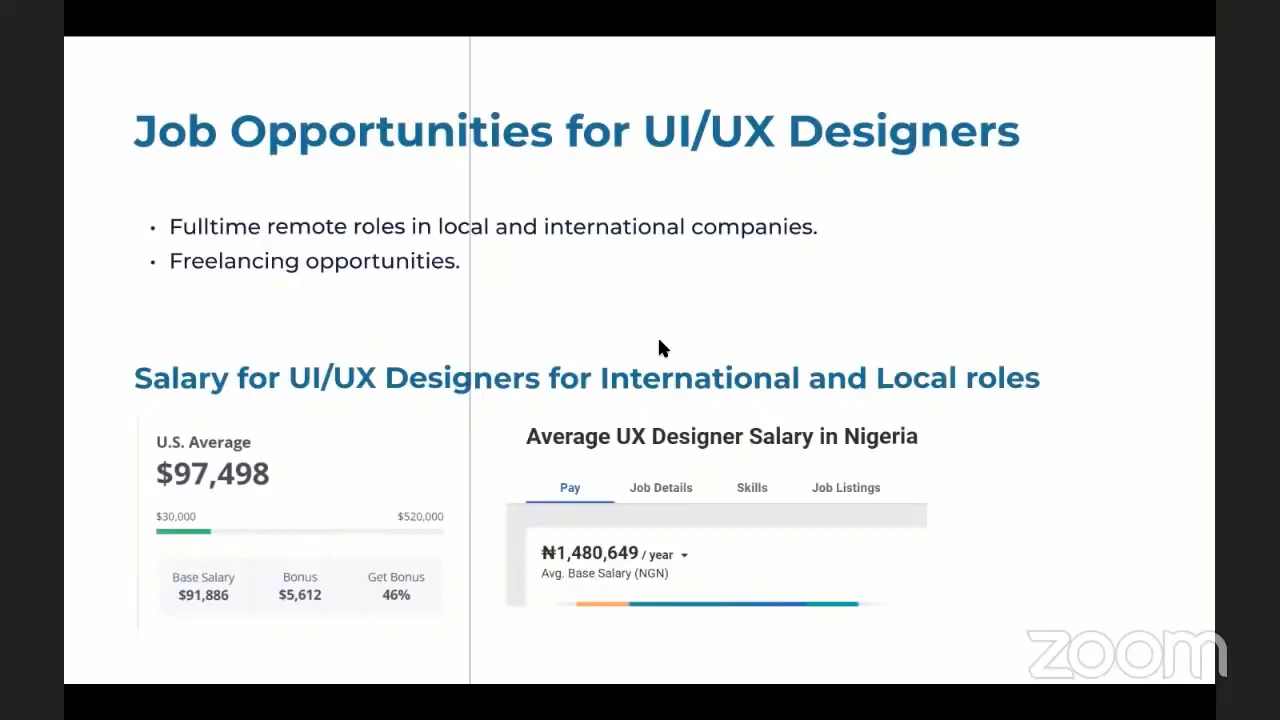 Job Opportunities for UI/UX Designers
• Fulltime remote roles in local and international companies.
• Freelancing opportunities.
Salary for UI/UX Designers for International and Local roles
U.S. Average
$97,498
$30,000 $520,000
Base Salary Bonus Get Bonus
$91,886 $5,612 46%
Average UX Designer Salary in Nigeria
Pay Job Details Skills Job Listings
₦1,480,649 / year
Avg. Base Salary (NGN)
zoom